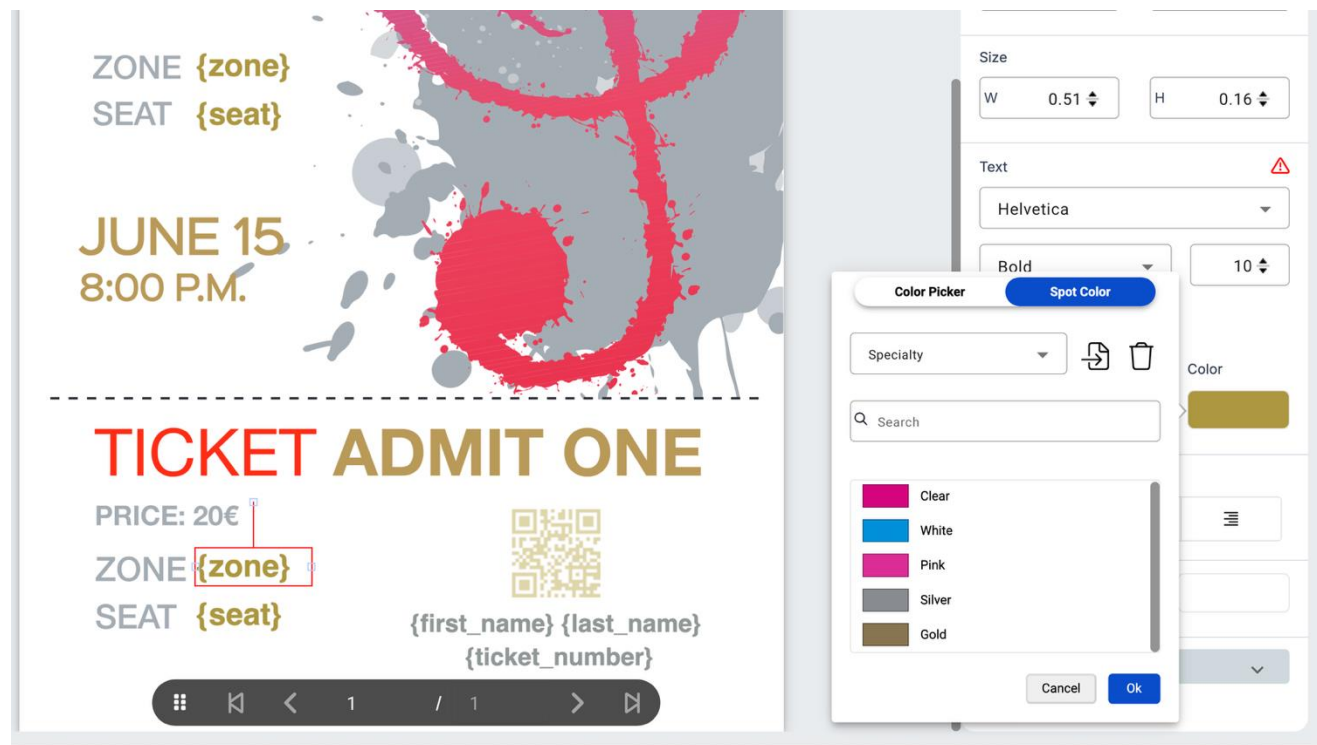 ZONE {zone}
SEAT {seat}
JUNE 15
8:00 P.M.
TICKET ADMIT ONE
PRICE: 20€
ZONE {zone}
SEAT {seat}
{first_name} {last_name}
{ticket_number}
1 / 1
Size
W 0.51 H 0.16
Text
Helvetica
Bold 10
Color Picker Spot Color
Specialty
Color
Search
Clear
White
Pink
Silver
Gold
Cancel Ok